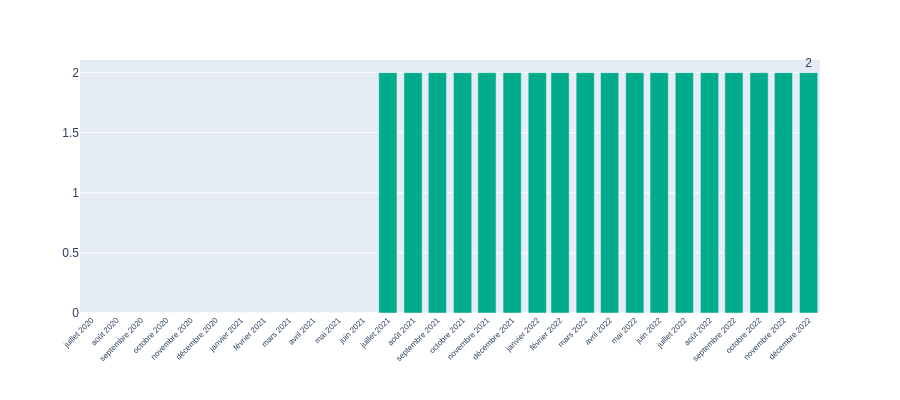 2
2
1.5
1
0.5
0
juillet 2020
août 2020
septembre 2020
octobre 2020
novembre 2020
décembre 2020
janvier 2021
février 2021
mars 2021
avril 2021
mai 2021
juin 2021
juillet 2021
août 2021
septembre 2021
octobre 2021
novembre 2021
décembre 2021
janvier 2022
février 2022
mars 2022
avril 2022
mai 2022
juin 2022
juillet 2022
août 2022
septembre 2022
octobre 2022
novembre 2022
décembre 2022